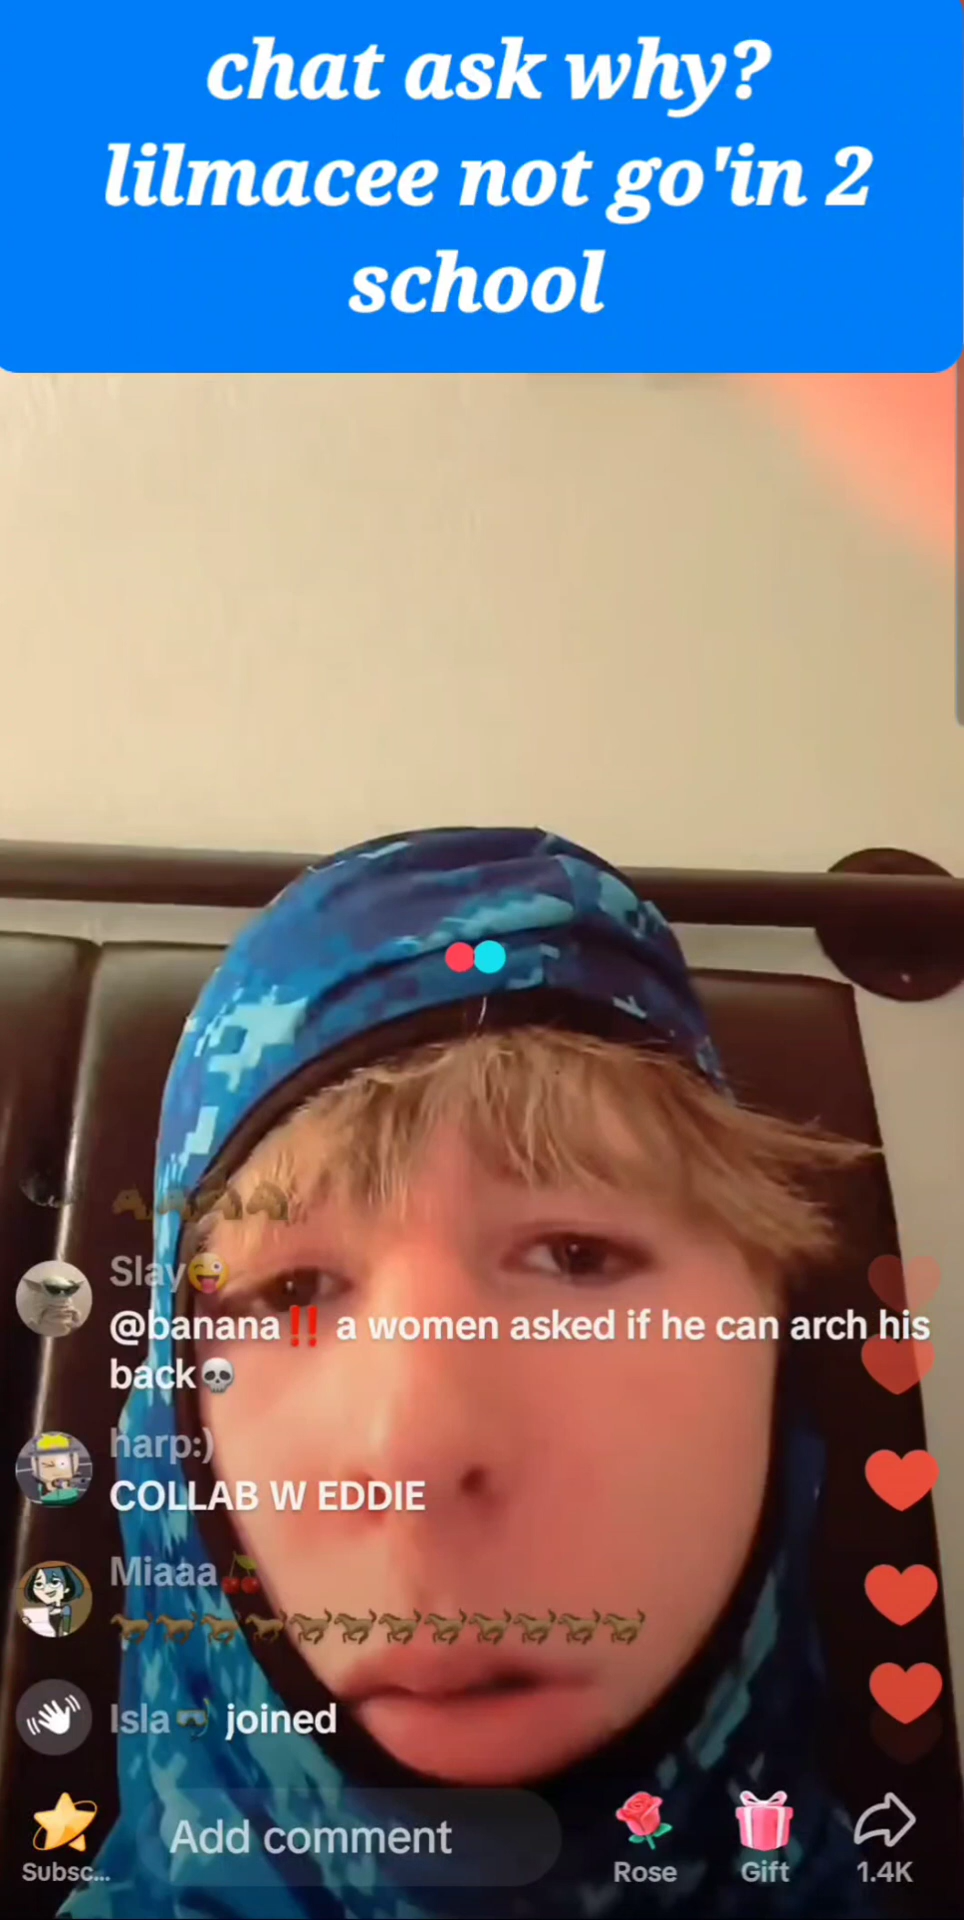 chat ask why?
lilmacee not go'in 2
school
Slay😜
@banana‼️ a women asked if he can arch his
back💀
harp:)
COLLAB W EDDIE
Miaaa🍒
🐎🐎🐎🐎🐎🐎🐎🐎🐎🐎🐎🐎
Isla🤿 joined
Add comment
Subsc...
Rose
Gift
1.4K